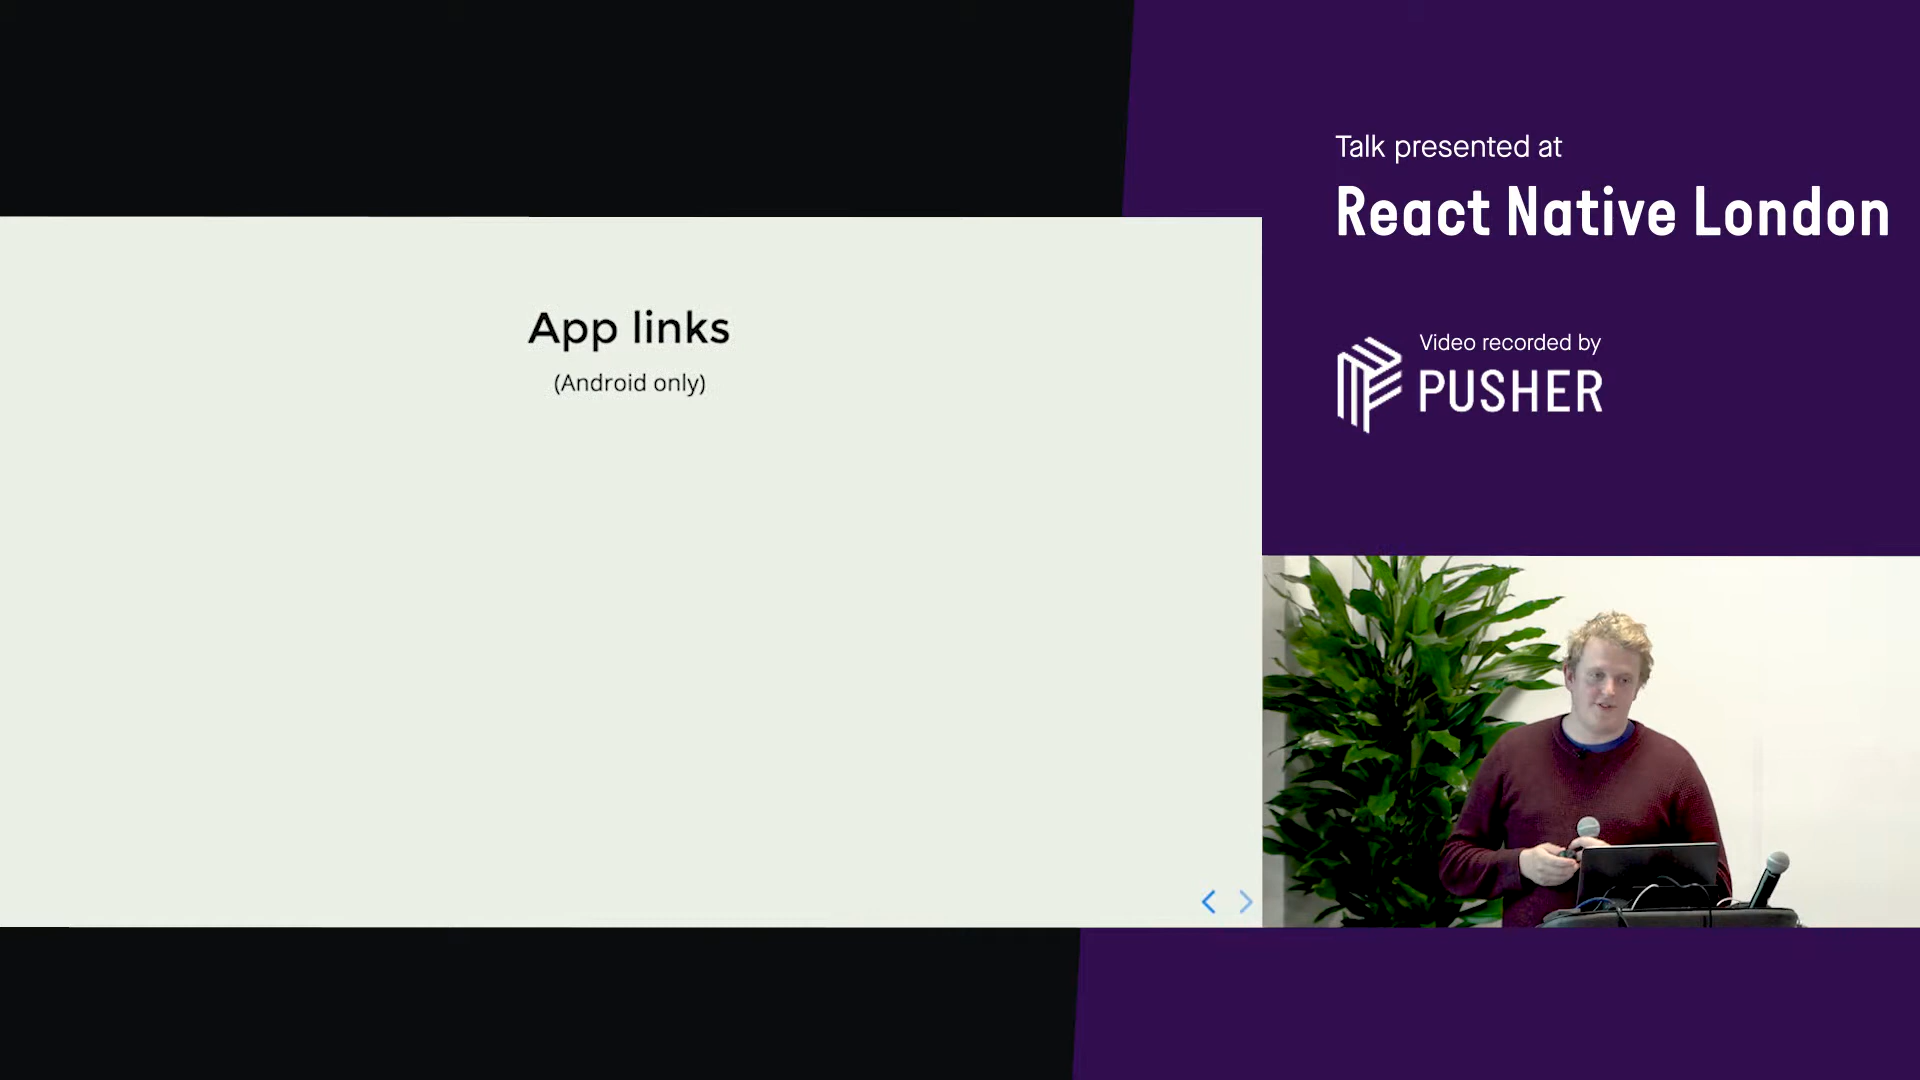 App links
(Android only)
Talk presented at
React Native London
Video recorded by
PUSHER